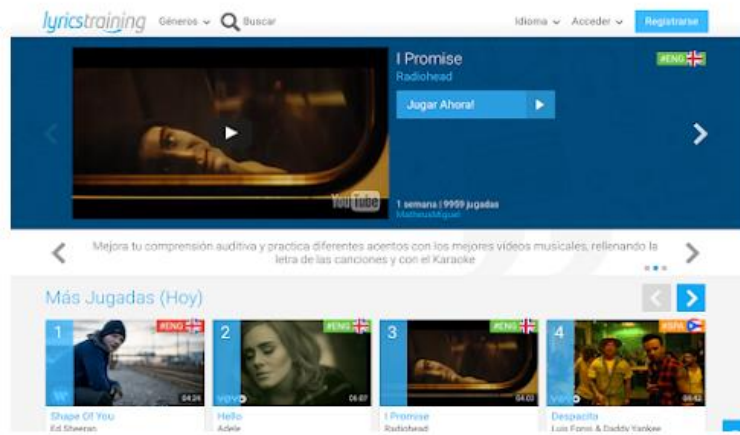 lyricstraining Géneros Buscar Idioma Acceder Registrarse
I Promise
#ENG
Radiohead
Jugar Ahora!
YouTube
1 semana | 9959 jugadas
MatheusMiguel
Mejora tu comprensión auditiva y practica diferentes acentos con los mejores vídeos musicales, rellenando la
letra de las canciones y con el Karaoke
Más Jugadas (Hoy)
1 #ENG 2 #ENG 3 #ENG 4 #SPA
04:24 vevo 06:07 04:03 vevo 04:42
Shape Of You Hello I Promise Despacito
Ed Sheeran Adele Radiohead Luis Fonsi & Daddy Yankee